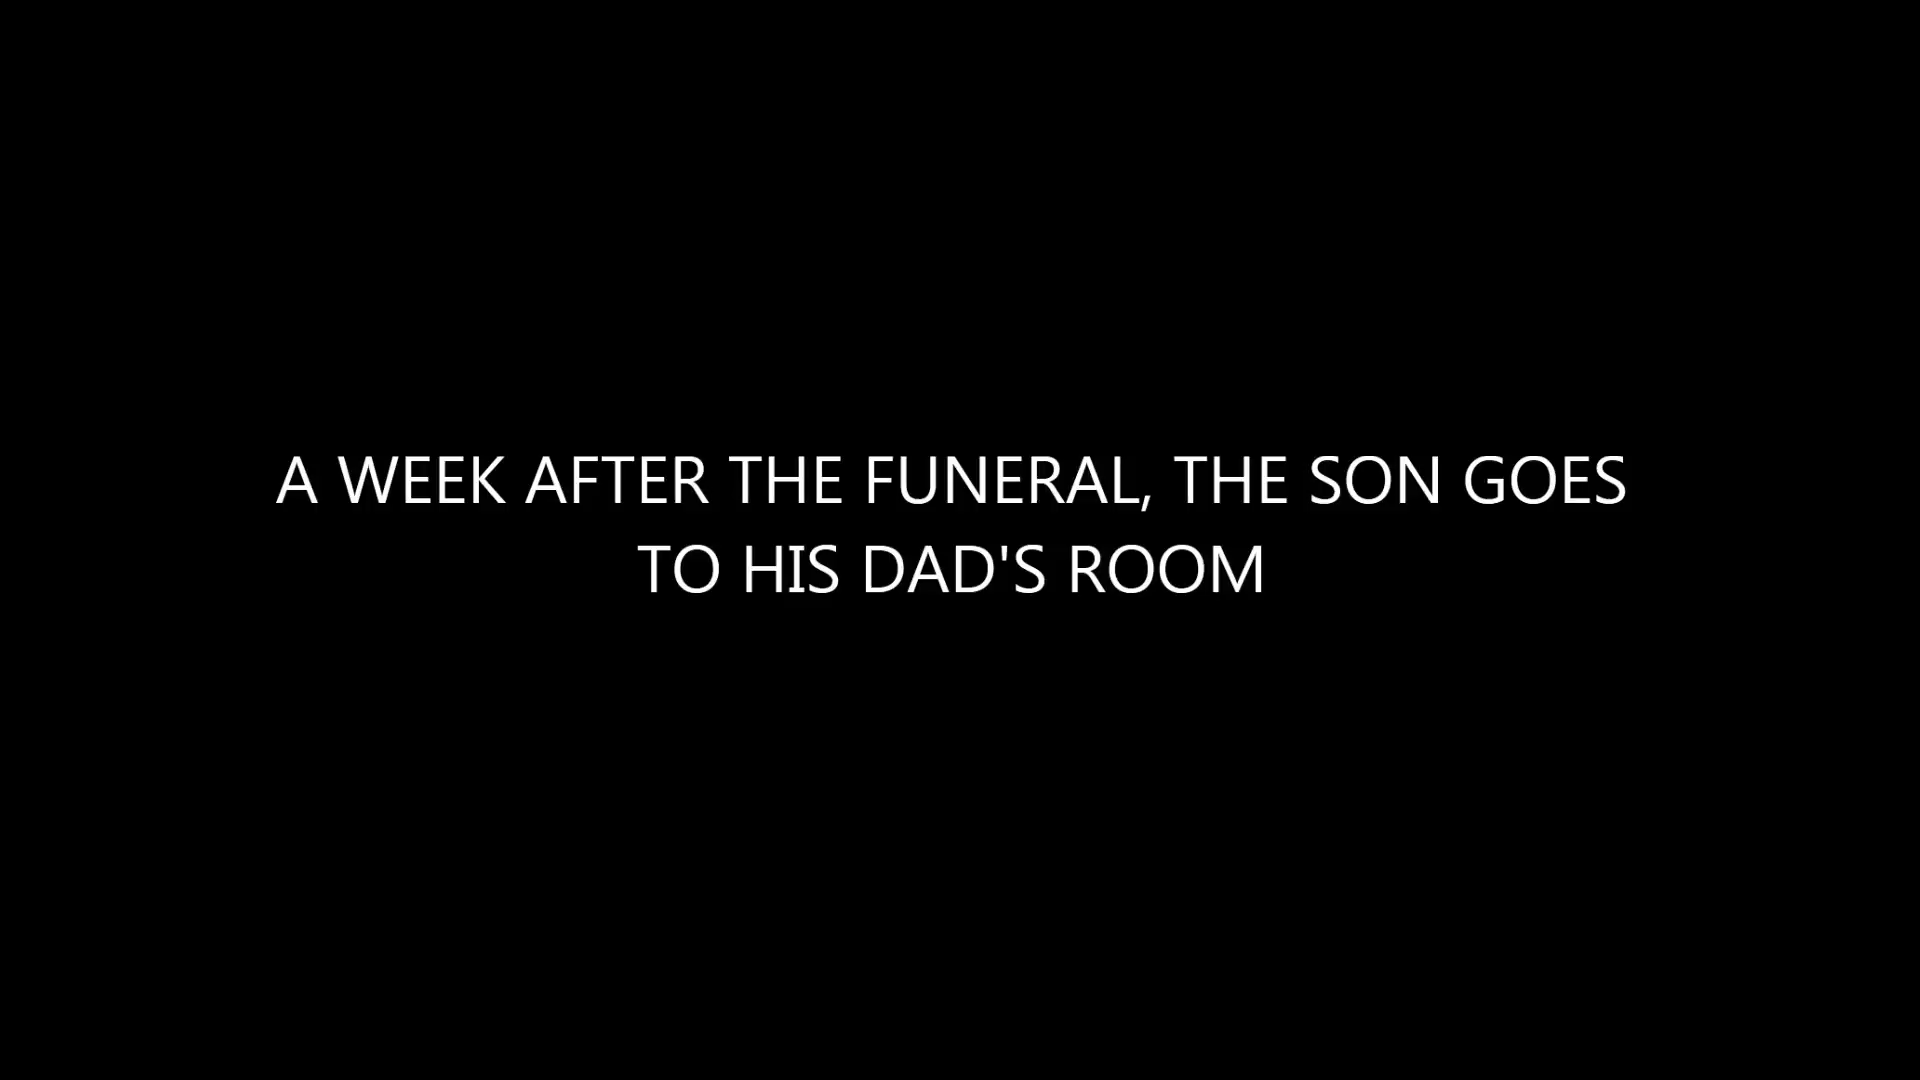 A WEEK AFTER THE FUNERAL, THE SON GOES
TO HIS DAD'S ROOM